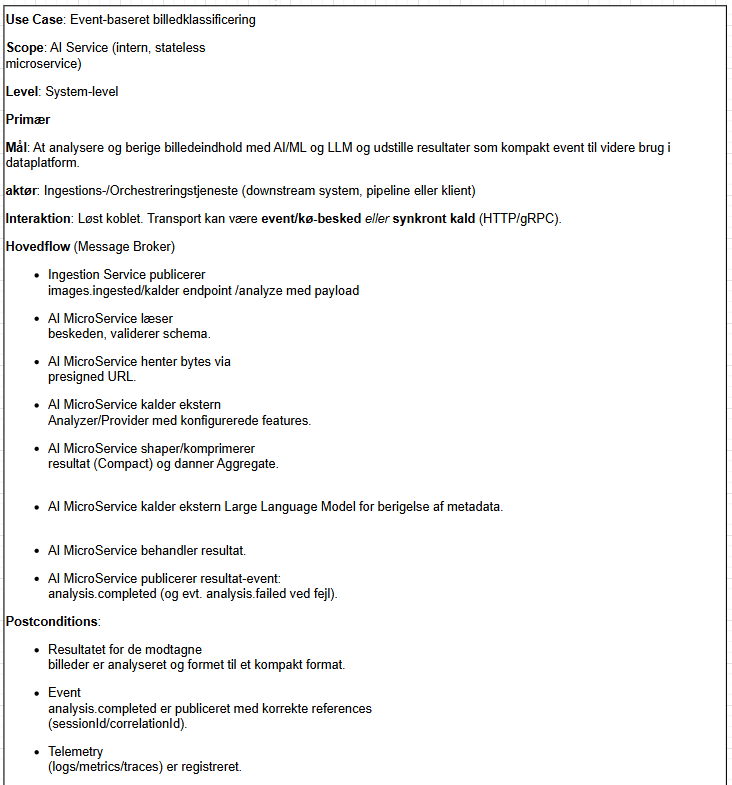 Use Case: Event-baseret billedklassificering
Scope: AI Service (intern, stateless
microservice)
Level: System-level
Primær
Mål: At analysere og berige billedeindhold med AI/ML og LLM og udstille resultater som kompakt event til videre brug i
dataplatform.
aktør: Ingestions-/Orchestreringstjeneste (downstream system, pipeline eller klient)
Interaktion: Løst koblet. Transport kan være event/kø-besked eller synkront kald (HTTP/gRPC).
Hovedflow (Message Broker)
• Ingestion Service publicerer
images.ingested/kalder endpoint /analyze med payload
• AI MicroService læser
beskeden, validerer schema.
• AI MicroService henter bytes via
presigned URL.
• AI MicroService kalder ekstern
Analyzer/Provider med konfigurerede features.
• AI MicroService shaper/komprimerer
resultat (Compact) og danner Aggregate.
• AI MicroService kalder ekstern Large Language Model for berigelse af metadata.
• AI MicroService behandler resultat.
• AI MicroService publicerer resultat-event:
analysis.completed (og evt. analysis.failed ved fejl).
Postconditions:
• Resultatet for de modtagne
billeder er analyseret og formet til et kompakt format.
• Event
analysis.completed er publiceret med korrekte references
(sessionId/correlationId).
• Telemetry
(logs/metrics/traces) er registreret.